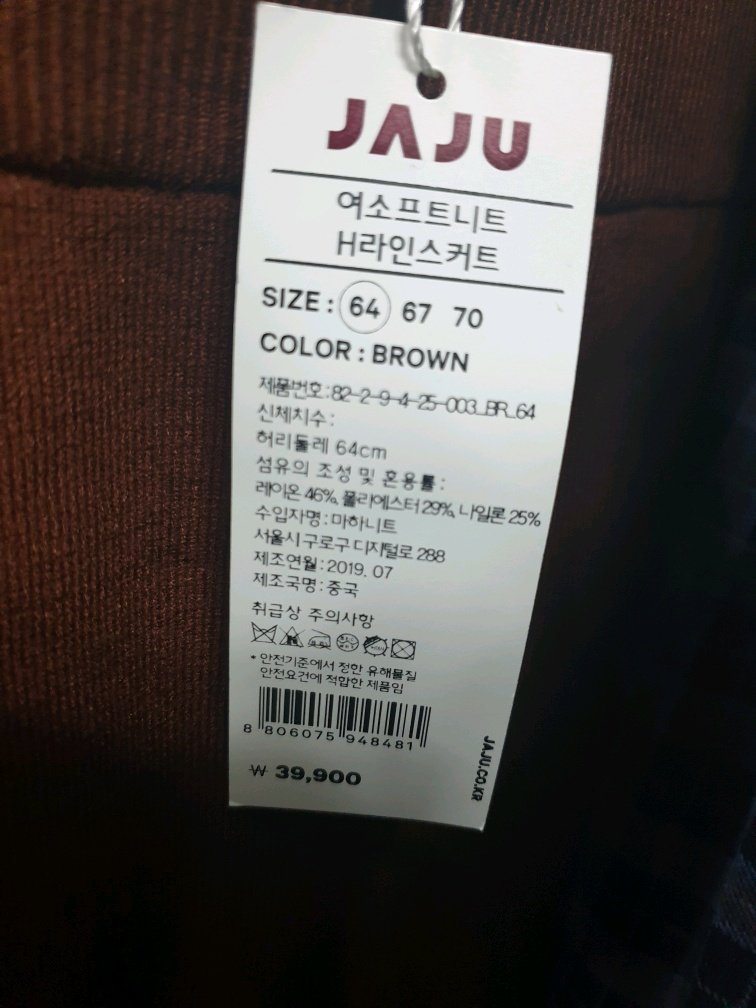 JAJU
여소프트니트
H라인스커트
SIZE : 64 67 70
COLOR : BROWN
제품번호:82-2-9-4-25-003_BR_64
신체치수:
허리둘레 64cm
섬유의 조성 및 혼용률:
레이온 46%, 폴리에스터 29%, 나일론 25%
수입자명:마하니트
서울시 구로구 디지털로 288
제조연월:2019. 07
제조국명:중국
취급상 주의사항
* 안전기준에서 정한 유해물질
안전요건에 적합한 제품임
8 806075 948481
₩ 39,900
JAJU.CO.KR